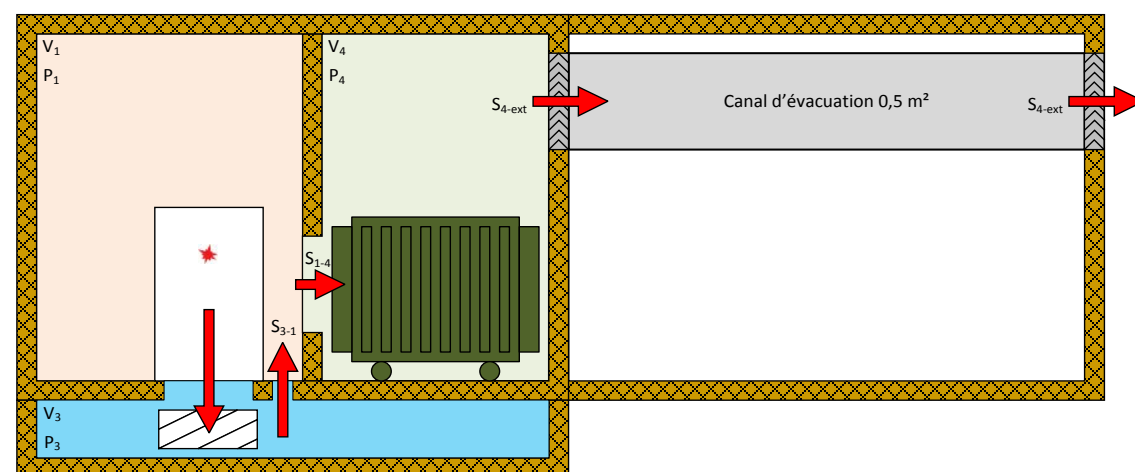 V₁
P₁
V₄
P₄
S₄₋ₑₓₜ
Canal d’évacuation 0,5 m²
S₄₋ₑₓₜ
S₁₋₄
S₃₋₁
V₃
P₃